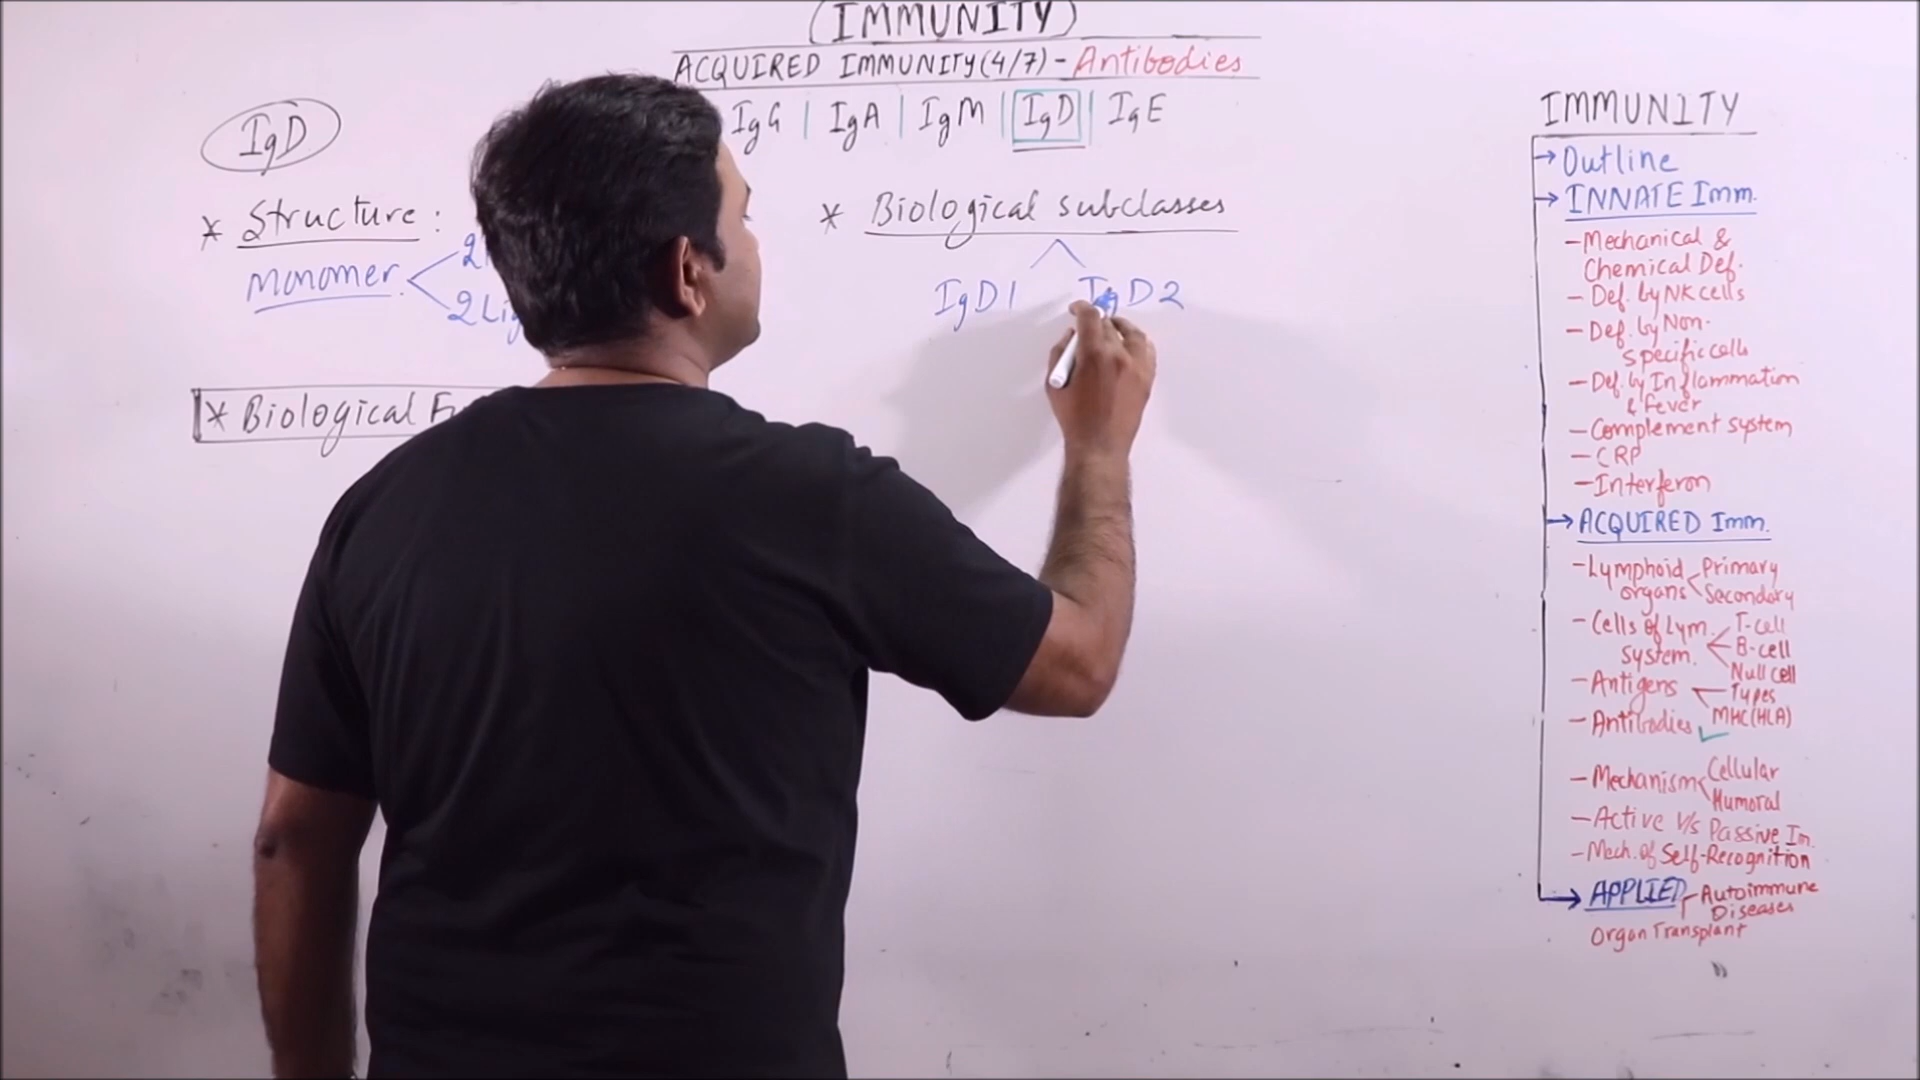 (IMMUNITY)
ACQUIRED IMMUNITY (4/7) - Antibodies
IgG | IgA | IgM | IgD | IgE
IgD
* Structure:
Monomer
2
2 Lig
* Biological
* Biological subclasses
IgD1 IgD2
IMMUNITY
→ Outline
→ INNATE Imm.
- Mechanical &
Chemical Def.
- Def. by NK cells
- Def. by Non-
specific cells
- Def. by Inflammation
& fever
- Complement system
- CRP
- Interferon
→ ACQUIRED Imm.
- Lymphoid Primary
organs Secondary
- Cells of Lym. T-cell
system. B-cell
Null cell
- Antigens Types
MHC (HLA)
- Antibodies ✓
- Mechanism Cellular
Humoral
- Active V/s Passive Im.
- Mech. of Self-Recognition
→ APPLIED Autoimmune
Diseases
Organ Transplant